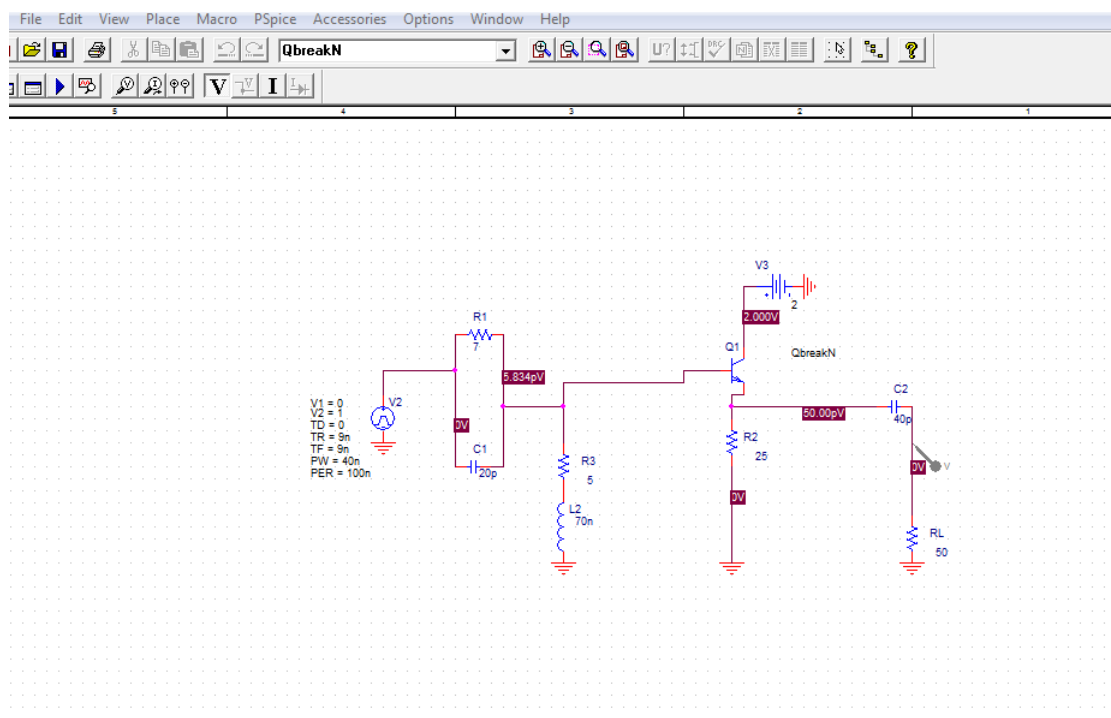 File Edit View Place Macro PSpice Accessories Options Window Help
QbreakN
U?
DRC
V
I
5 4 3 2 1
V3
2
2.000V
R1
7
Q1
QbreakN
5.834pV
C2
40p
V1 = 0
V2 = 1
TD = 0
TR = 9n
TF = 9n
PW = 40n
PER = 100n
V2
0V
C1
20p
50.00pV
R2
25
R3
5
0V
V
L2
70n
0V
RL
50